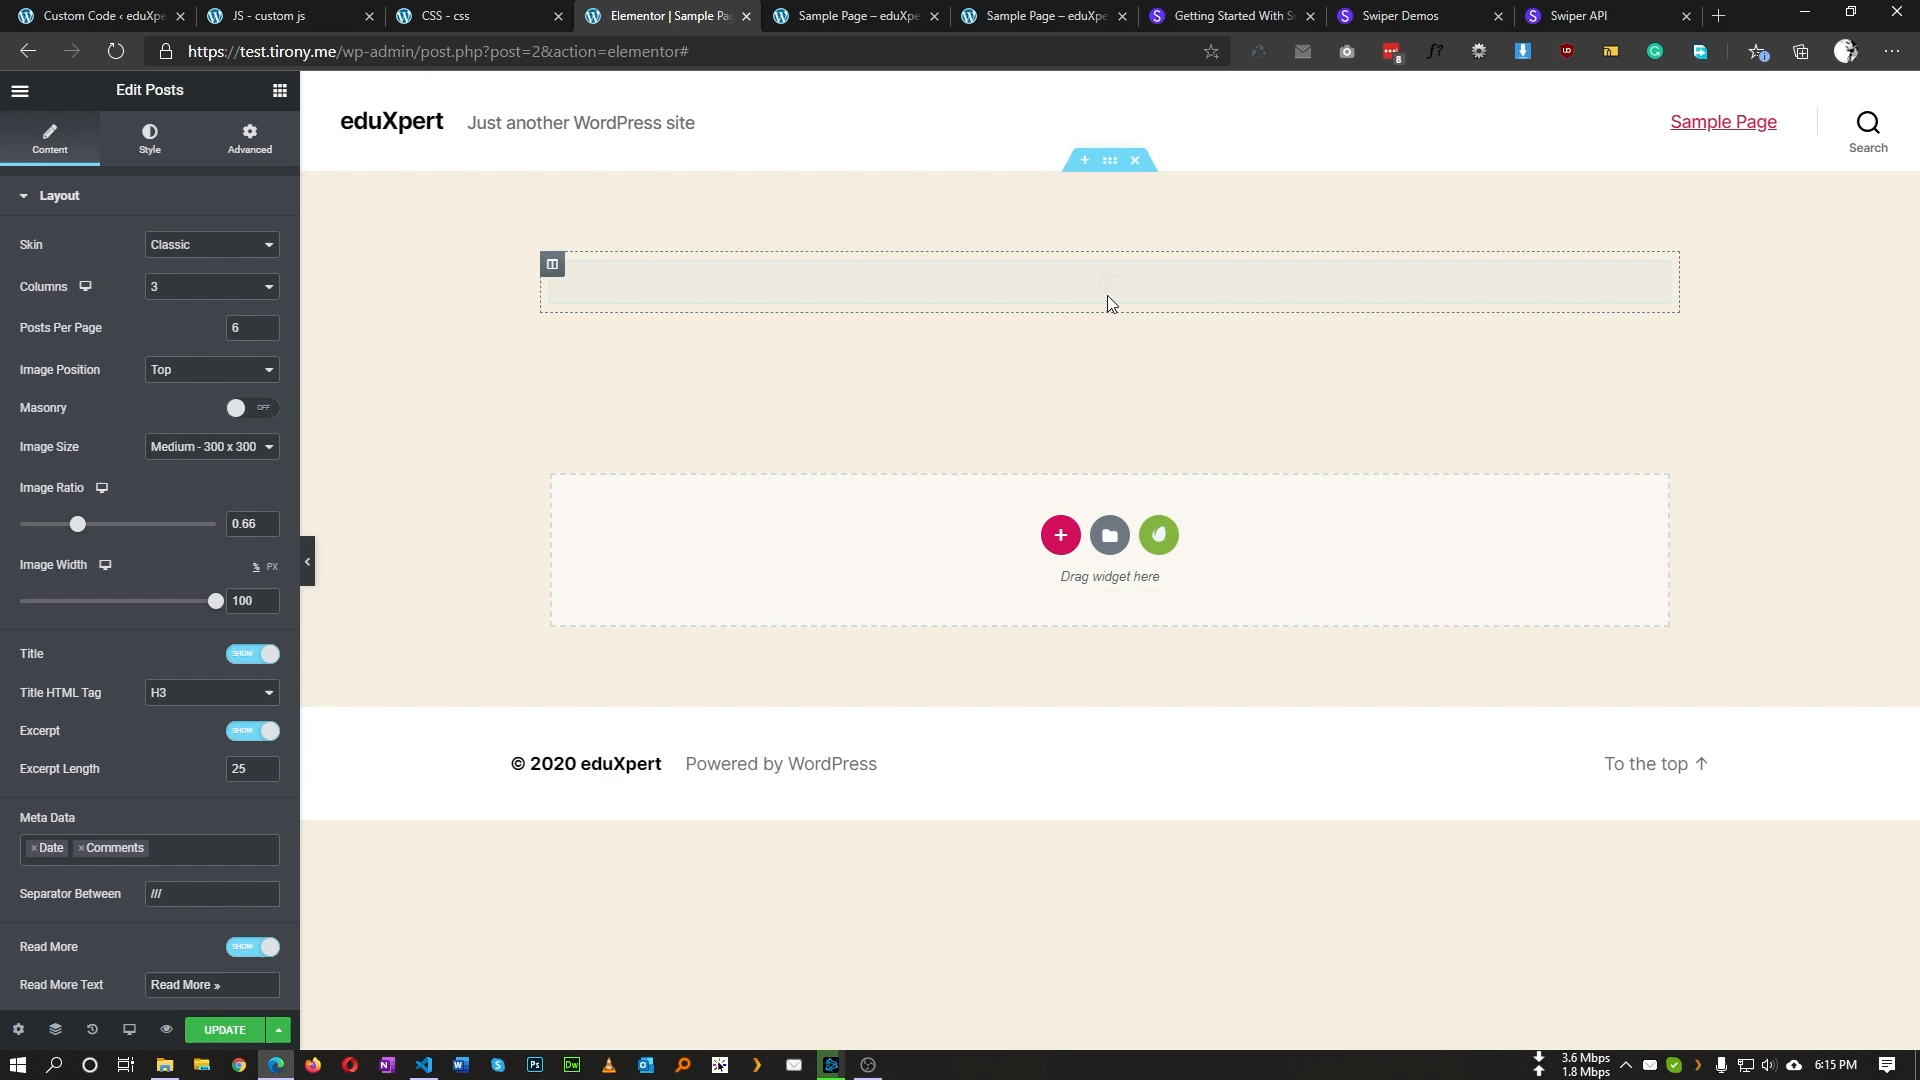 Custom Code ‹ eduXpe
JS - custom js
CSS - css
Elementor | Sample Pa
Sample Page – eduXpe
Sample Page – eduXpe
Getting Started With S
Swiper Demos
Swiper API
https://test.tirony.me/wp-admin/post.php?post=2&action=elementor#
Edit Posts
Content
Style
Advanced
Layout
Skin
Classic
Columns
3
Posts Per Page
6
Image Position
Top
Masonry
OFF
Image Size
Medium - 300 x 300
Image Ratio
0.66
Image Width
% PX
100
Title
SHOW
Title HTML Tag
H3
Excerpt
SHOW
Excerpt Length
25
Meta Data
× Date × Comments
Separator Between
///
Read More
SHOW
Read More Text
Read More »
UPDATE
eduXpert
Just another WordPress site
Sample Page
Search
Drag widget here
© 2020 eduXpert
Powered by WordPress
To the top ↑
3.6 Mbps
1.8 Mbps
6:15 PM